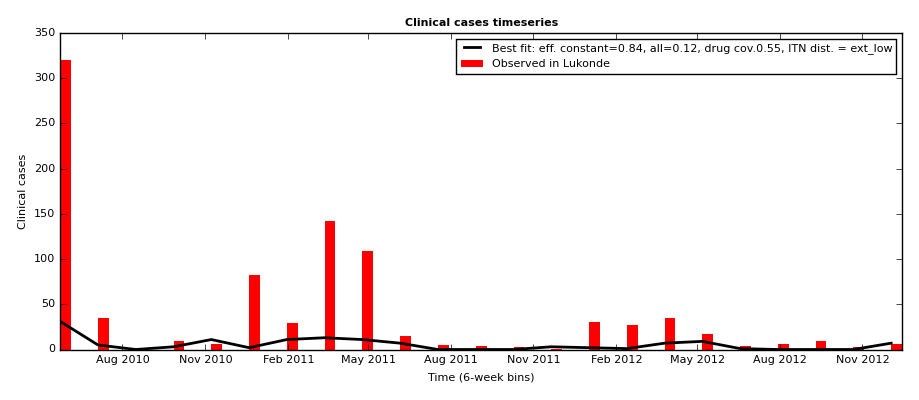 Clinical cases timeseries
Best fit: eff. constant=0.84, all=0.12, drug cov.0.55, ITN dist. = ext_low
Observed in Lukonde
350
300
250
200
150
100
50
0
Clinical cases
Aug 2010 Nov 2010 Feb 2011 May 2011 Aug 2011 Nov 2011 Feb 2012 May 2012 Aug 2012 Nov 2012
Time (6-week bins)